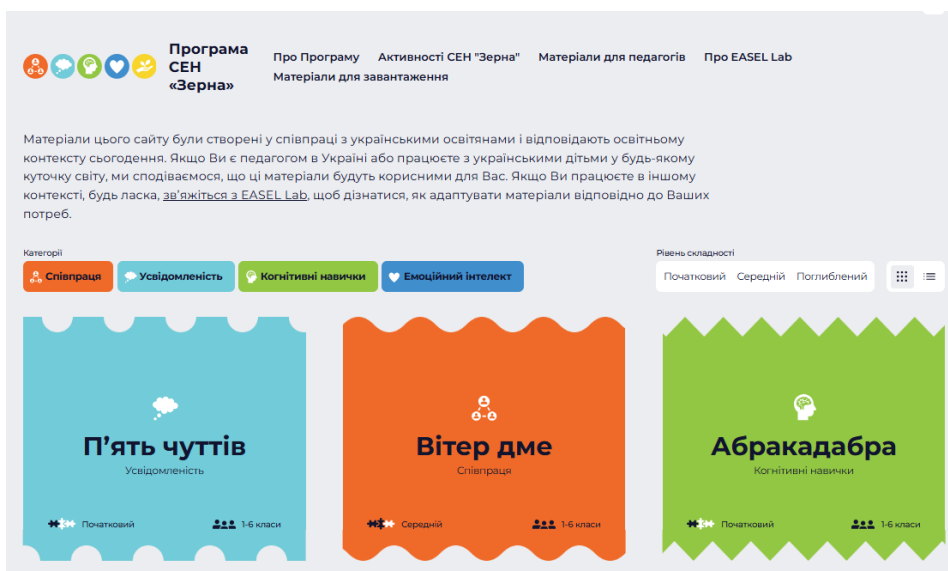 Програма
СЕН
«Зерна»
Про Програму
Активності СЕН "Зерна"
Матеріали для педагогів
Про EASEL Lab
Матеріали для завантаження
Матеріали цього сайту були створені у співпраці з українськими освітянами і відповідають освітньому
контексту сьогодення. Якщо Ви є педагогом в Україні або працюєте з українськими дітьми у будь-якому
куточку світу, ми сподіваємося, що ці матеріали будуть корисними для Вас. Якщо Ви працюєте в іншому
контексті, будь ласка, зв’яжіться з EASEL Lab, щоб дізнатися, як адаптувати матеріали відповідно до Ваших
потреб.
Категорії
Співпраця
Усвідомленість
Когнітивні навички
Емоційний інтелект
Рівень складності
Початковий
Середній
Поглиблений
П’ять чуттів
Усвідомленість
Початковий
1-6 класи
Вітер дме
Співпраця
Середній
1-6 класи
Абракадабра
Когнітивні навички
Початковий
1-6 класи